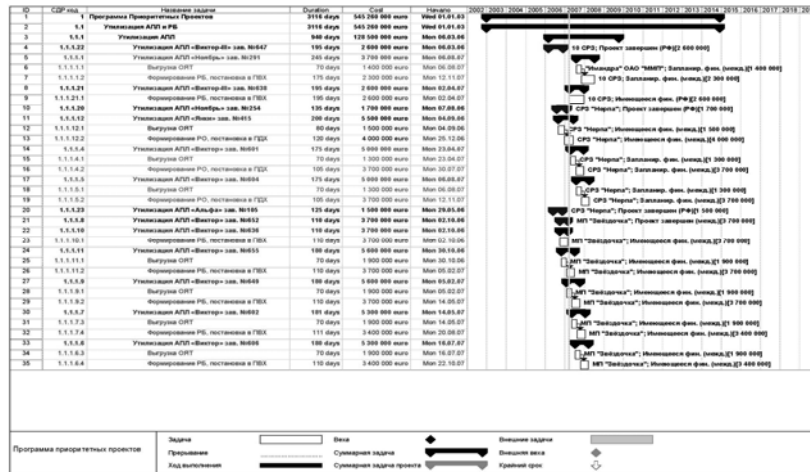 ID СДР код Название задачи Duration Cost Начало 2002 2003 2004 2005 2006 2007 2008 2009 2010 2011 2012 2013 2014 2015 2016 2017 2018
1 1 Программа Приоритетных Проектов 3116 days 545 260 000 euro Wed 01.01.03
2 1.1 Утилизация АПЛ и РБ 3116 days 545 260 000 euro Wed 01.01.03
3 1.1.1 Утилизация АПЛ 940 days 128 500 000 euro Mon 06.03.06
4 1.1.1.22 Утилизация АПЛ «Виктор-III» зав. №647 195 days 2 600 000 euro Mon 06.03.06 10 СРЗ; Проект завершен (РФ)[2 600 000]
5 1.1.1.1 Утилизация АПЛ «Ноябрь» зав. №291 245 days 3 700 000 euro Mon 06.08.07
6 1.1.1.1.1 Выгрузка ОЯТ 70 days 1 400 000 euro Mon 06.08.07 "Имандра" ОАО "ММП"; Запланир. фин. (межд.)[1 400 000]
7 1.1.1.1.2 Формирование РБ, постановка в ПВХ 175 days 2 300 000 euro Mon 12.11.07 10 СРЗ; Запланир. фин. (межд.)[2 300 000]
8 1.1.1.21 Утилизация АПЛ «Виктор-III» зав. №638 195 days 2 600 000 euro Mon 02.04.07
9 1.1.1.21.1 Формирование РБ, постановка в ПВХ 195 days 2 600 000 euro Mon 02.04.07 10 СРЗ; Имеющееся фин. (РФ)[2 600 000]
10 1.1.1.20 Утилизация АПЛ «Ноябрь» зав. №254 135 days 1 700 000 euro Mon 07.08.06 СРЗ "Нерпа"; Проект завершен (РФ)[1 700 000]
11 1.1.1.12 Утилизация АПЛ «Янки» зав. №415 200 days 5 500 000 euro Mon 04.09.06
12 1.1.1.12.1 Выгрузка ОЯТ 80 days 1 500 000 euro Mon 04.09.06 СРЗ "Нерпа"; Имеющееся фин. (межд.)[1 500 000]
13 1.1.1.12.2 Формирование РО, постановка в ПДХ 120 days 4 000 000 euro Mon 25.12.06 СРЗ "Нерпа"; Имеющееся фин. (межд.)[4 000 000]
14 1.1.1.4 Утилизация АПЛ «Виктор» зав. №601 175 days 5 000 000 euro Mon 23.04.07
15 1.1.1.4.1 Выгрузка ОЯТ 70 days 1 300 000 euro Mon 23.04.07 СРЗ "Нерпа"; Запланир. фин. (межд.)[1 300 000]
16 1.1.1.4.2 Формирование РО, постановка в ПДХ 105 days 3 700 000 euro Mon 30.07.07 СРЗ "Нерпа"; Запланир. фин. (межд.)[3 700 000]
17 1.1.1.5 Утилизация АПЛ «Виктор» зав. №604 175 days 5 000 000 euro Mon 06.08.07
18 1.1.1.5.1 Выгрузка ОЯТ 70 days 1 300 000 euro Mon 06.08.07 СРЗ "Нерпа"; Запланир. фин. (межд.)[1 300 000]
19 1.1.1.5.2 Формирование РО, постановка в ПДХ 105 days 3 700 000 euro Mon 12.11.07 СРЗ "Нерпа"; Запланир. фин. (межд.)[3 700 000]
20 1.1.1.23 Утилизация АПЛ «Альфа» зав. №105 125 days 1 500 000 euro Mon 29.05.06 СРЗ "Нерпа"; Проект завершен (РФ)[1 500 000]
21 1.1.1.8 Утилизация АПЛ «Виктор» зав. №652 110 days 3 700 000 euro Mon 02.10.06 МП "Звёздочка"; Проект завершен (межд.)[3 700 000]
22 1.1.1.10 Утилизация АПЛ «Виктор» зав. №636 110 days 3 700 000 euro Mon 02.10.06
23 1.1.1.10.1 Формирование РБ, постановка в ПВХ 110 days 3 700 000 euro Mon 02.10.06 МП "Звёздочка"; Имеющееся фин. (межд.)[3 700 000]
24 1.1.1.11 Утилизация АПЛ «Виктор» зав. №655 180 days 5 600 000 euro Mon 30.10.06
25 1.1.1.11.1 Выгрузка ОЯТ 70 days 1 900 000 euro Mon 30.10.06 МП "Звёздочка"; Имеющееся фин. (межд.)[1 900 000]
26 1.1.1.11.2 Формирование РБ, постановка в ПВХ 110 days 3 700 000 euro Mon 05.02.07 МП "Звёздочка"; Имеющееся фин. (межд.)[3 700 000]
27 1.1.1.9 Утилизация АПЛ «Виктор» зав. №649 180 days 5 600 000 euro Mon 05.02.07
28 1.1.1.9.1 Выгрузка ОЯТ 70 days 1 900 000 euro Mon 05.02.07 МП "Звёздочка"; Имеющееся фин. (межд.)[1 900 000]
29 1.1.1.9.2 Формирование РБ, постановка в ПВХ 110 days 3 700 000 euro Mon 14.05.07 МП "Звёздочка"; Имеющееся фин. (межд.)[3 700 000]
30 1.1.1.7 Утилизация АПЛ «Виктор» зав. №602 181 days 5 300 000 euro Mon 14.05.07
31 1.1.1.7.3 Выгрузка ОЯТ 70 days 1 900 000 euro Mon 14.05.07 МП "Звёздочка"; Имеющееся фин. (межд.)[1 900 000]
32 1.1.1.7.4 Формирование РБ, постановка в ПВХ 111 days 3 400 000 euro Mon 20.08.07 МП "Звёздочка"; Имеющееся фин. (межд.)[3 400 000]
33 1.1.1.6 Утилизация АПЛ «Виктор» зав. №606 180 days 5 300 000 euro Mon 16.07.07
34 1.1.1.6.3 Выгрузка ОЯТ 70 days 1 900 000 euro Mon 16.07.07 МП "Звёздочка"; Имеющееся фин. (межд.)[1 900 000]
35 1.1.1.6.4 Формирование РБ, постановка в ПВХ 110 days 3 400 000 euro Mon 22.10.07 МП "Звёздочка"; Имеющееся фин. (межд.)[3 400 000]
Программа приоритетных проектов
Задача Веха Внешние задачи
Прерывание Суммарная задача Внешняя веха
Ход выполнения Суммарная задача проекта Крайний срок